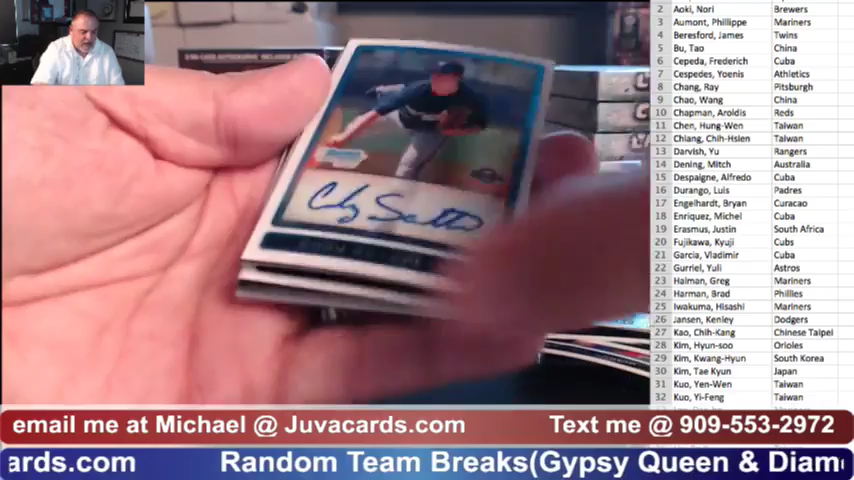 2 Aoki, Nori Brewers
3 Aumont, Phillippe Mariners
4 Beresford, James Twins
5 Bu, Tao China
6 Cepeda, Frederich Cuba
7 Cespedes, Yoenis Athletics
8 Chang, Ray Pitsburgh
9 Chao, Wang China
10 Chapman, Aroldis Reds
11 Chen, Hung-Wen Taiwan
12 Chiang, Chih-Hsien Taiwan
13 Darvish, Yu Rangers
14 Dening, Mitch Australia
15 Despaigne, Alfredo Cuba
16 Durango, Luis Padres
17 Engelhardt, Bryan Curacao
18 Enriquez, Michel Cuba
19 Erasmus, Justin South Africa
20 Fujikawa, Kyuji Cubs
21 Garcia, Vladimir Cuba
22 Gurriel, Yuli Astros
23 Halman, Greg Mariners
24 Harman, Brad Phillies
25 Iwakuma, Hisashi Mariners
26 Jansen, Kenley Dodgers
27 Kao, Chih-Kang Chinese Taipei
28 Kim, Hyun-soo Orioles
29 Kim, Kwang-Hyun South Korea
30 Kim, Tae Kyun Japan
31 Kuo, Yen-Wen Taiwan
32 Kuo, Yi-Feng Taiwan
email me at Michael @ Juvacards.com Text me @ 909-553-2972
ards.com Random Team Breaks(Gypsy Queen & Diam